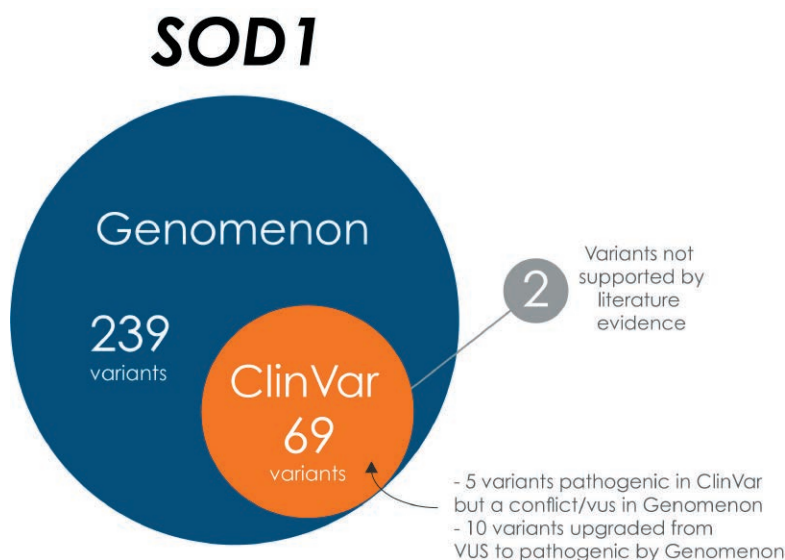 SOD1
Genomenon
239
variants
ClinVar
69
variants
2
Variants not
supported by
literature
evidence
- 5 variants pathogenic in ClinVar
but a conflict/vus in Genomenon
- 10 variants upgraded from
VUS to pathogenic by Genomenon